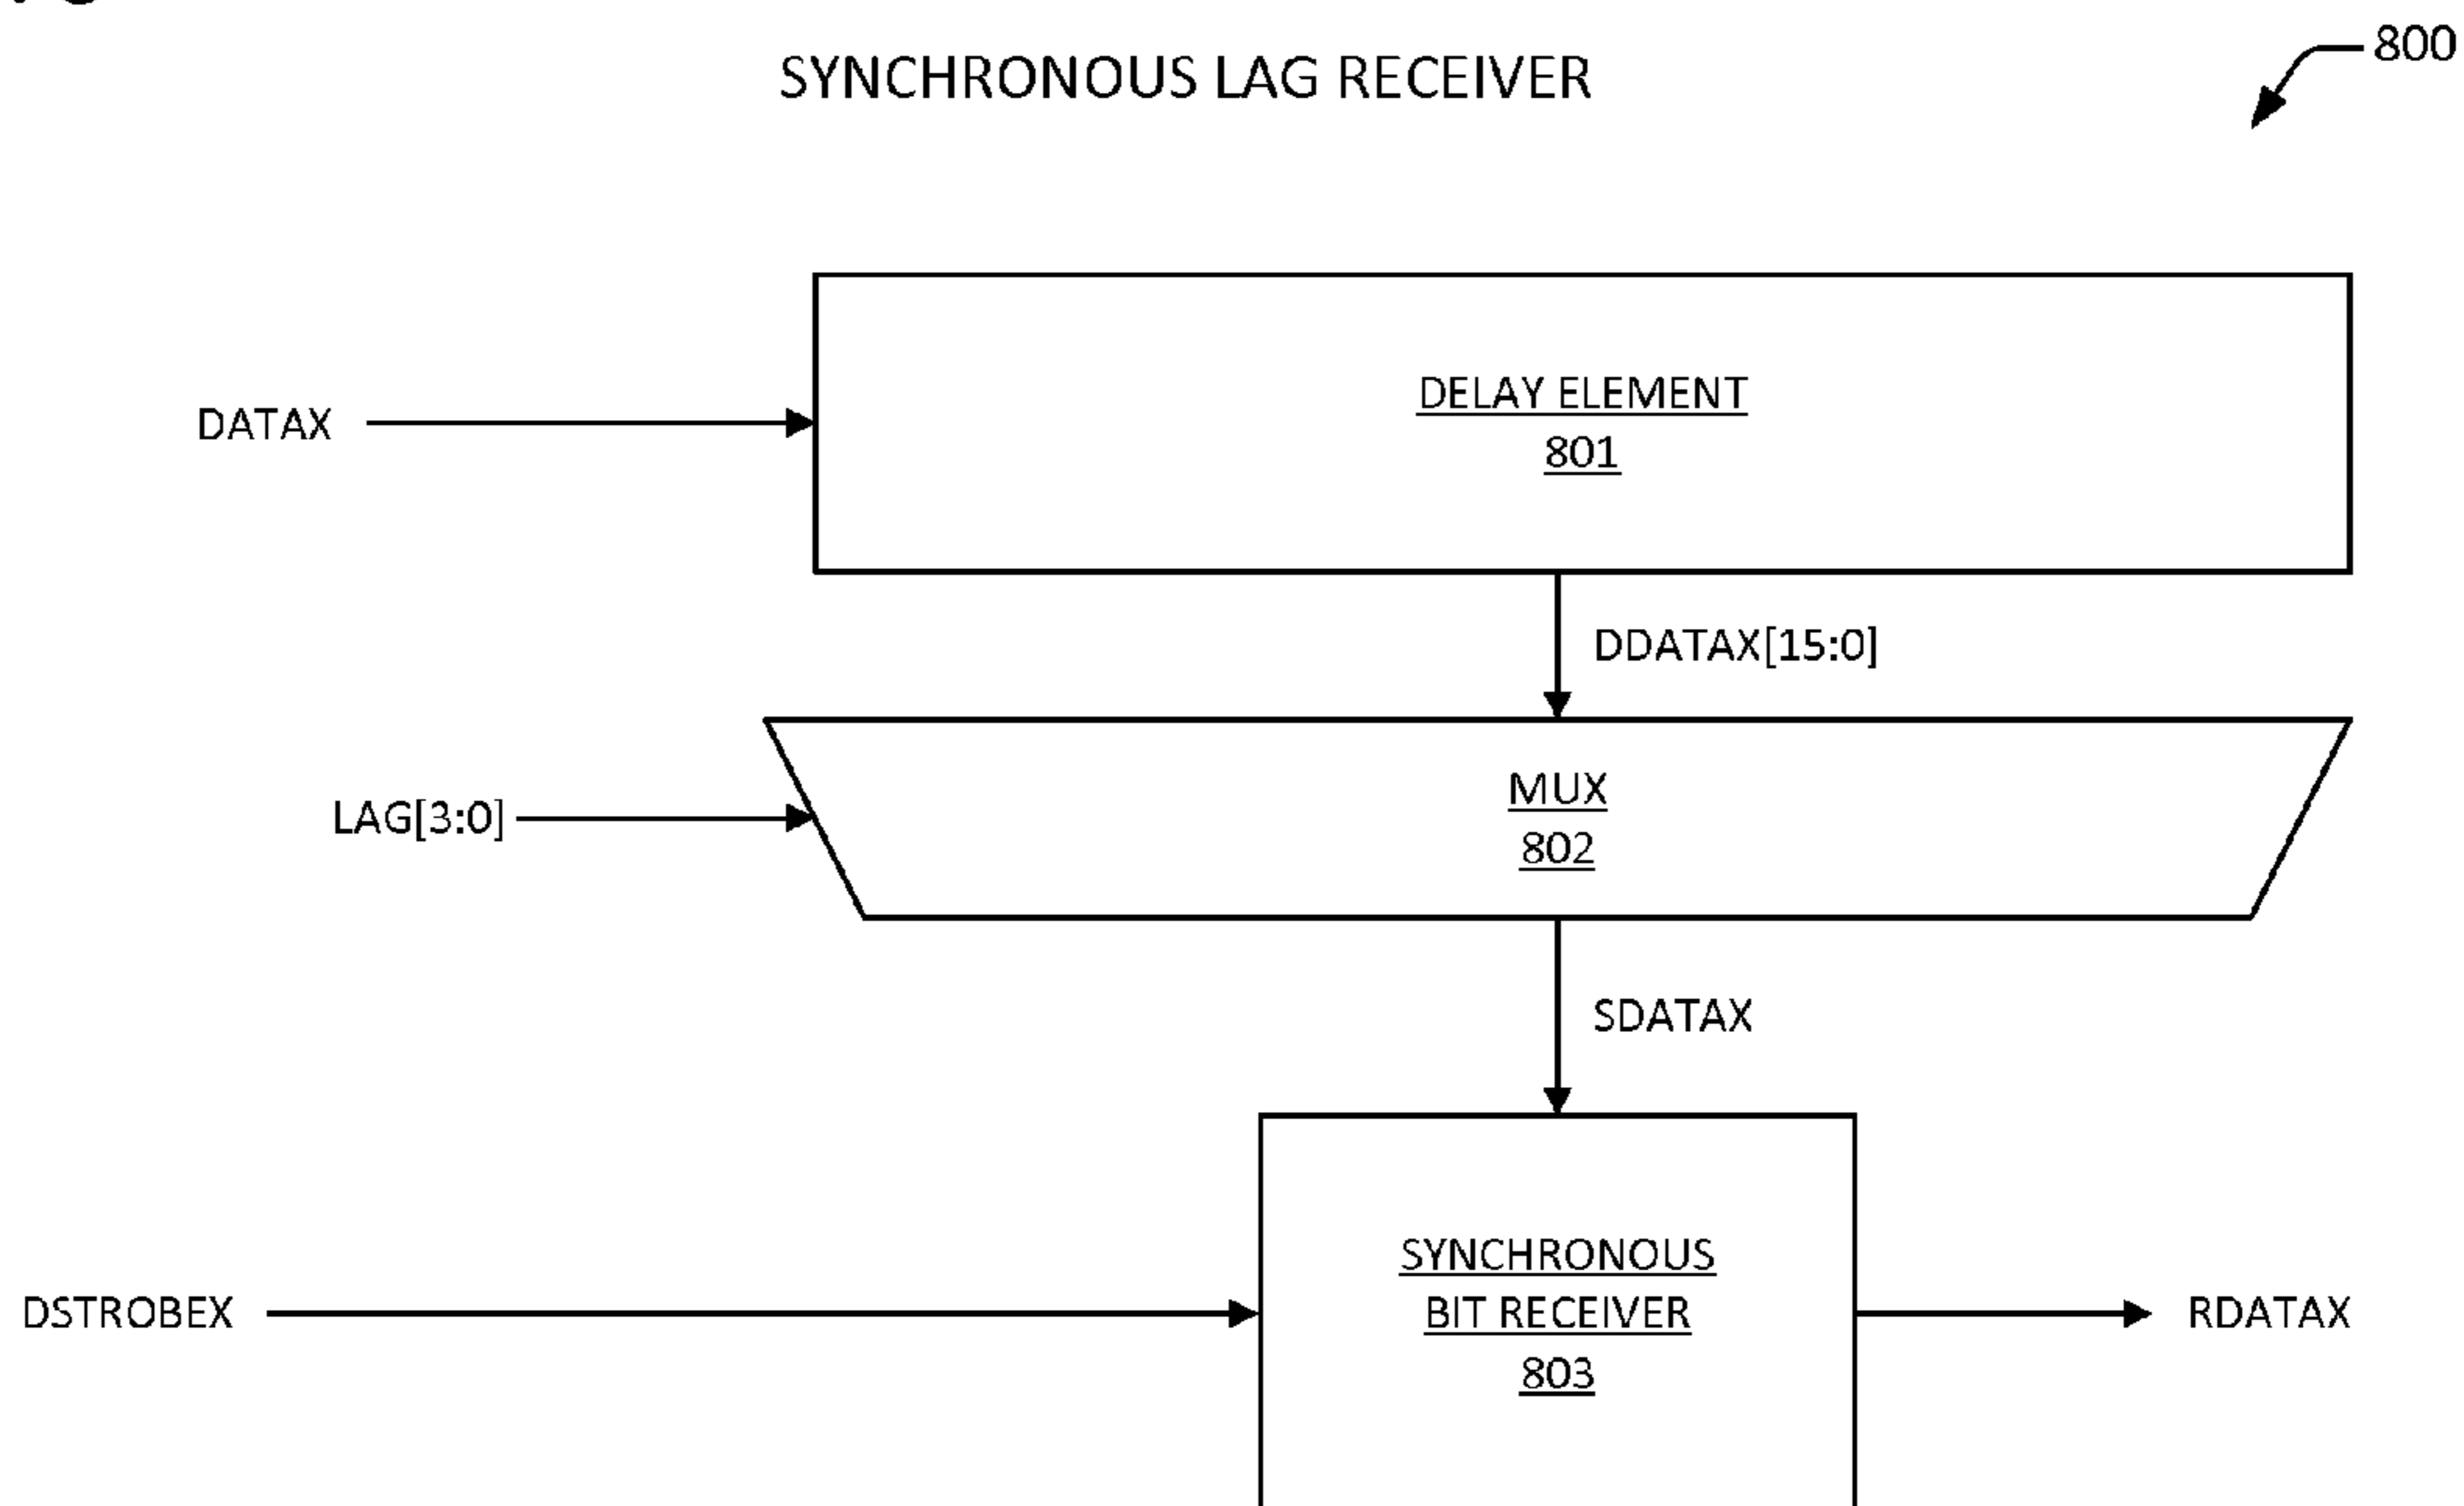 SYNCHRONOUS LAG RECEIVER
800
DATAX
DELAY ELEMENT
801
DDATAX[15:0]
LAG[3:0]
MUX
802
SDATAX
DSTROBEX
SYNCHRONOUS
BIT RECEIVER
803
RDATAX